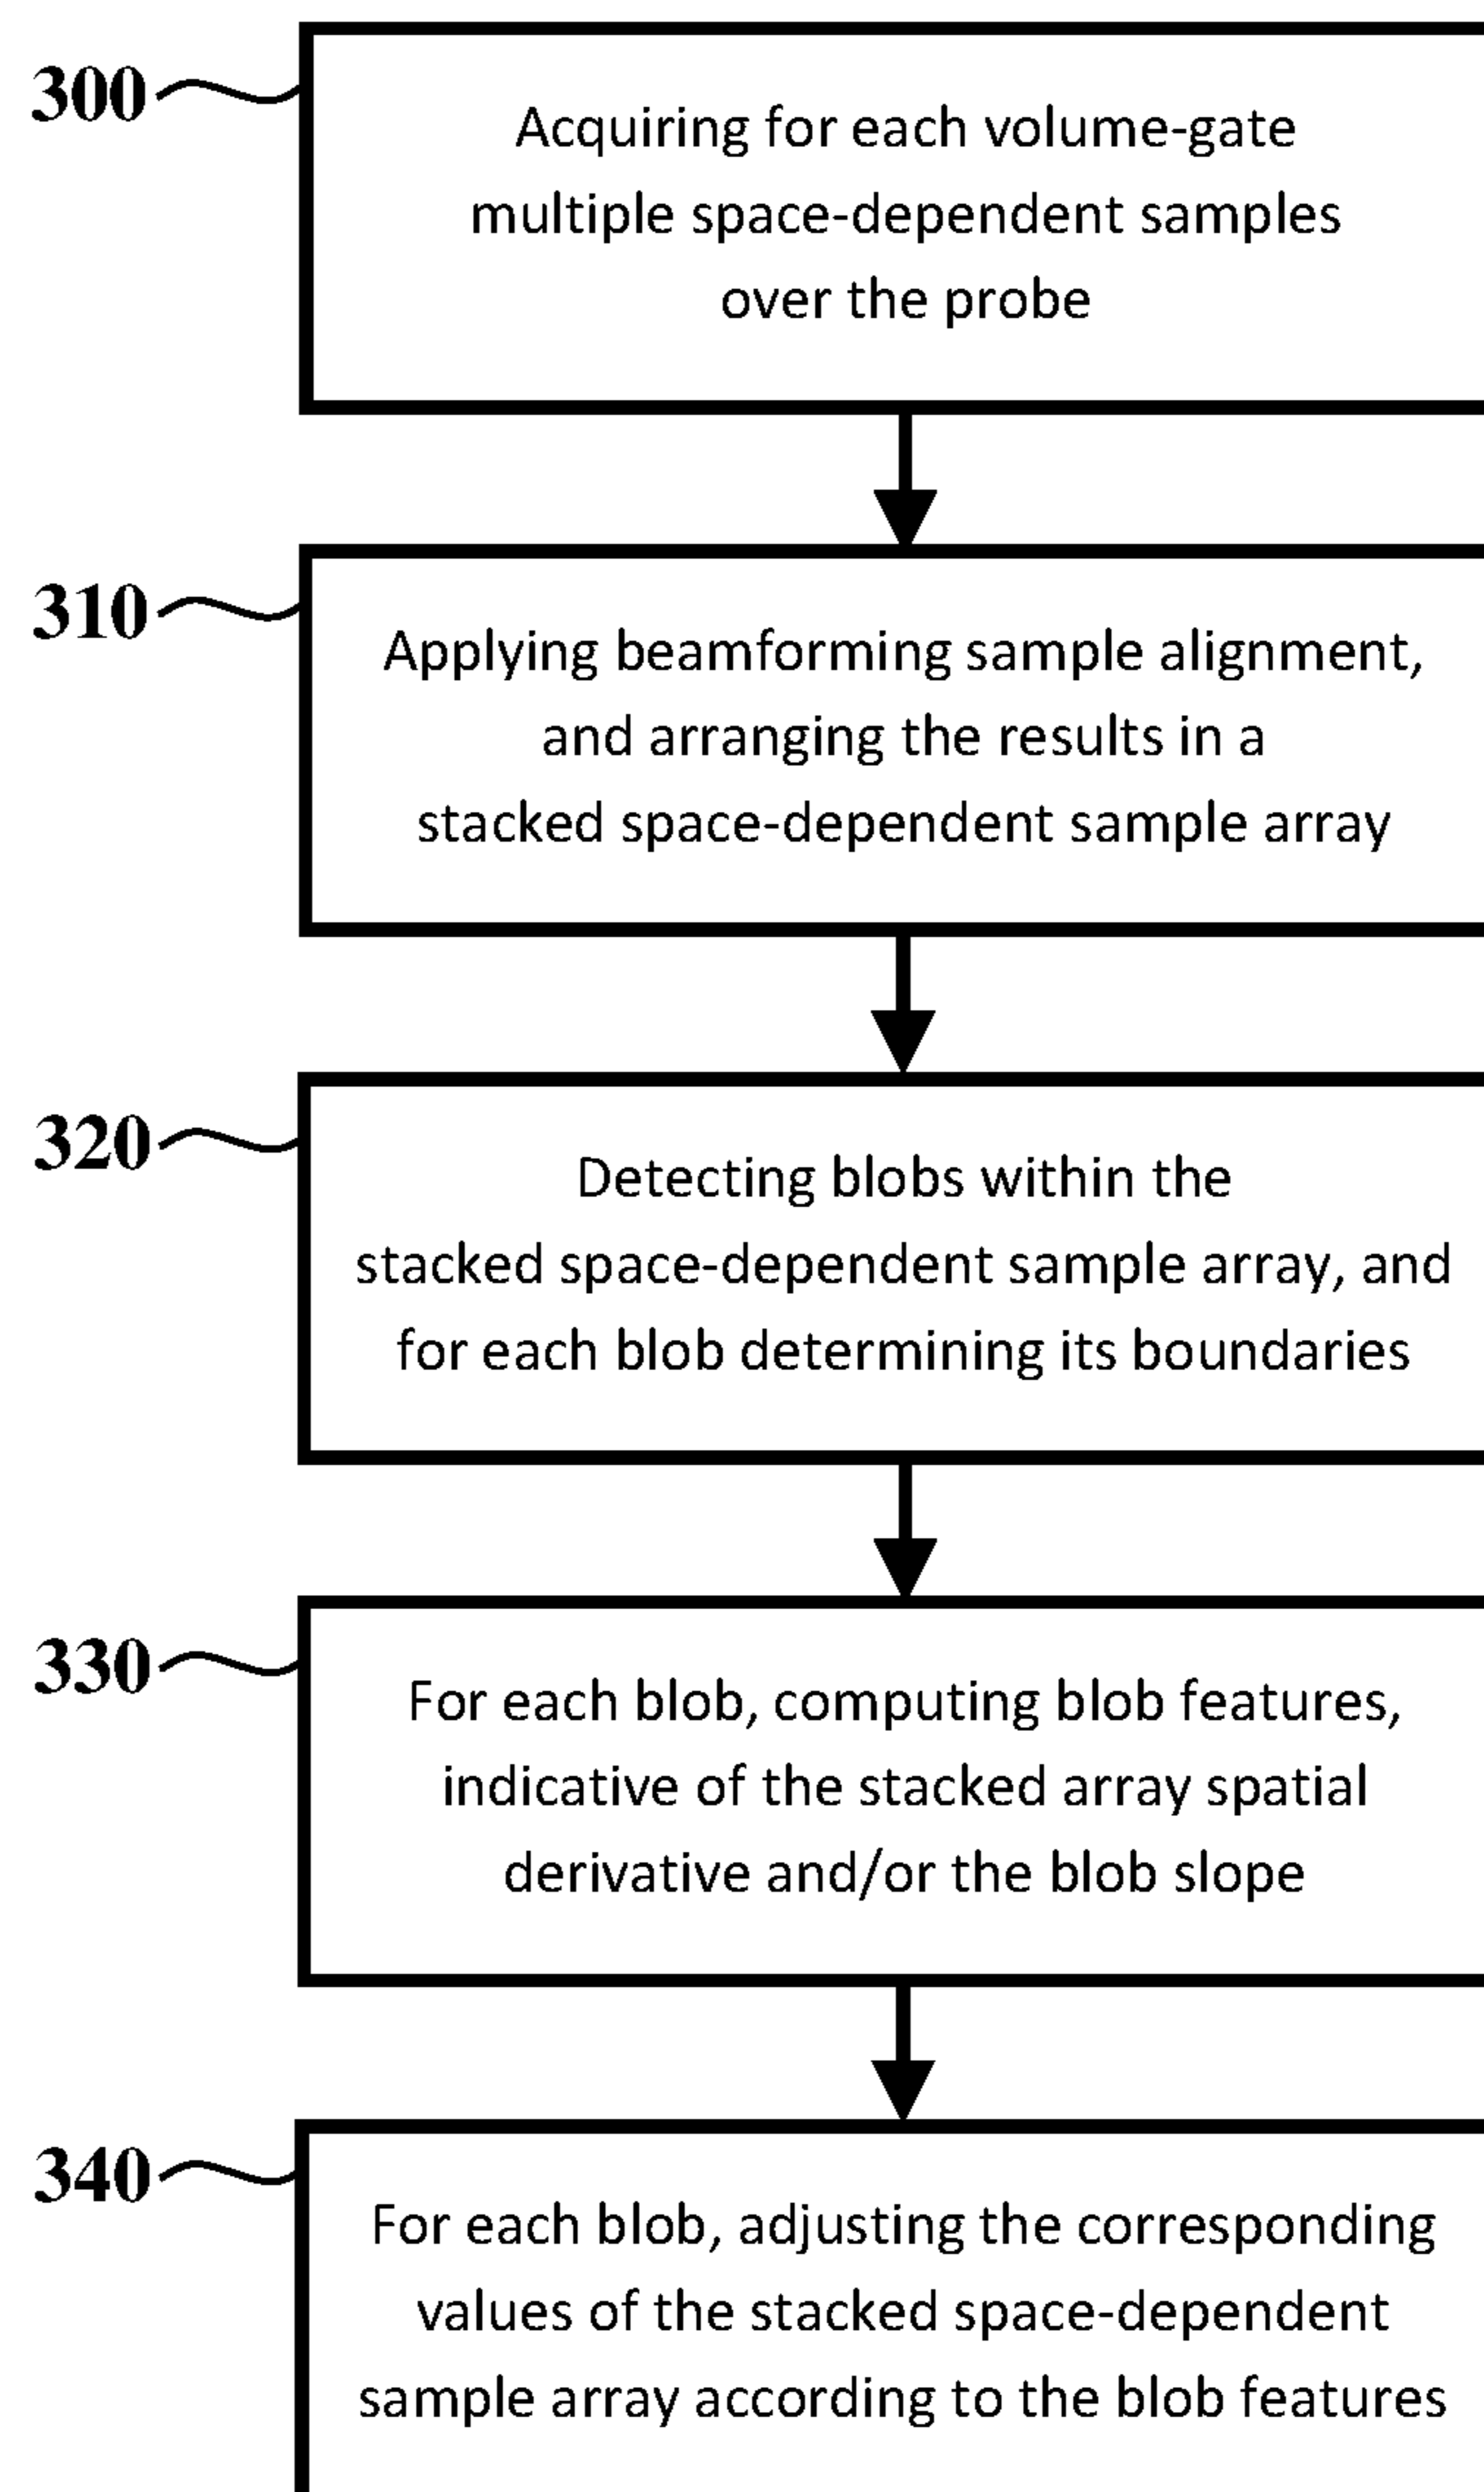 300
Acquiring for each volume-gate
multiple space-dependent samples
over the probe
310
Applying beamforming sample alignment,
and arranging the results in a
stacked space-dependent sample array
320
Detecting blobs within the
stacked space-dependent sample array, and
for each blob determining its boundaries
330
For each blob, computing blob features,
indicative of the stacked array spatial
derivative and/or the blob slope
340
For each blob, adjusting the corresponding
values of the stacked space-dependent
sample array according to the blob features